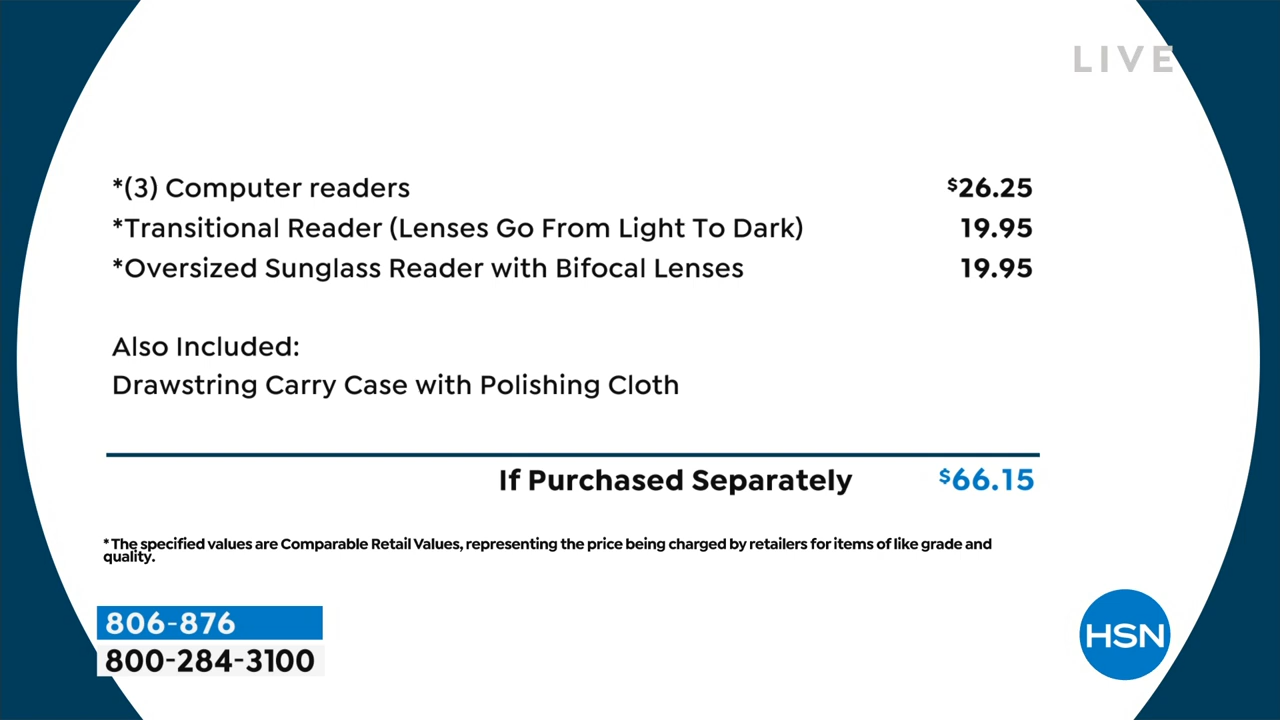 LIVE
*(3) Computer readers $26.25
*Transitional Reader (Lenses Go From Light To Dark) 19.95
*Oversized Sunglass Reader with Bifocal Lenses 19.95
Also Included:
Drawstring Carry Case with Polishing Cloth
If Purchased Separately $66.15
*The specified values are Comparable Retail Values, representing the price being charged by retailers for items of like grade and
quality.
806-876
800-284-3100
HSN